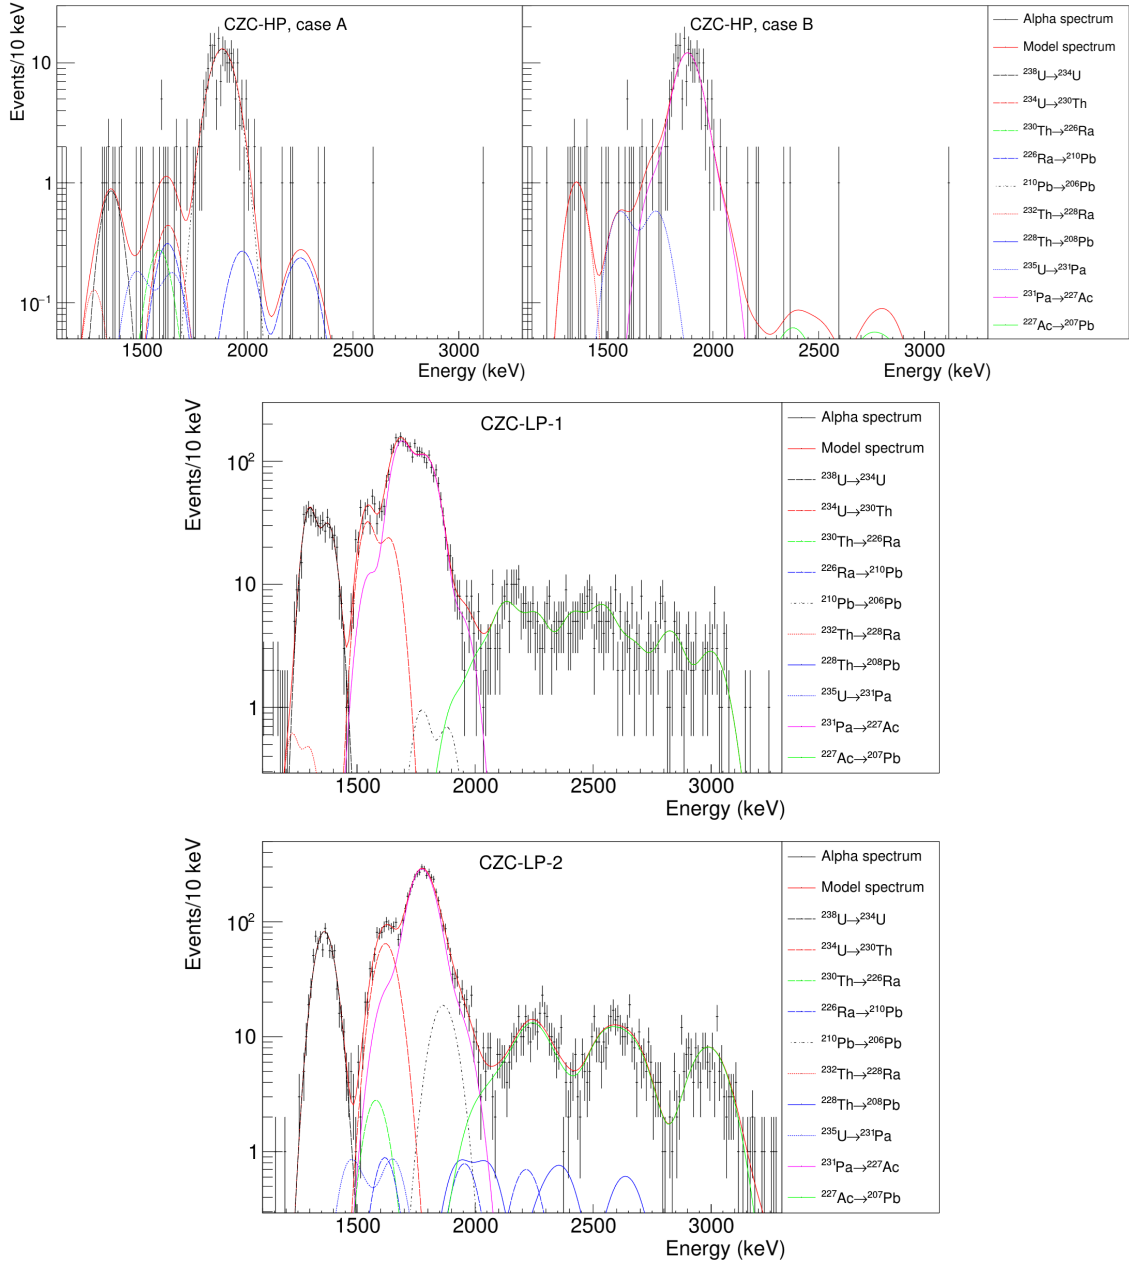 CZC-HP, case A
Events/10 keV
10
1
10⁻¹
1500 2000 2500 3000
Energy (keV)
CZC-HP, case B
1500 2000 2500 3000
Energy (keV)
Alpha spectrum
Model spectrum
²³⁸U→²³⁴U
²³⁴U→²³⁰Th
²³⁰Th→²²⁶Ra
²²⁶Ra→²¹⁰Pb
²¹⁰Pb→²⁰⁶Pb
²³²Th→²²⁸Ra
²²⁸Th→²⁰⁸Pb
²³⁵U→²³¹Pa
²³¹Pa→²²⁷Ac
²²⁷Ac→²⁰⁷Pb
CZC-LP-1
Events/10 keV
10²
10
1
1500 2000 2500 3000
Energy (keV)
Alpha spectrum
Model spectrum
²³⁸U→²³⁴U
²³⁴U→²³⁰Th
²³⁰Th→²²⁶Ra
²²⁶Ra→²¹⁰Pb
²¹⁰Pb→²⁰⁶Pb
²³²Th→²²⁸Ra
²²⁸Th→²⁰⁸Pb
²³⁵U→²³¹Pa
²³¹Pa→²²⁷Ac
²²⁷Ac→²⁰⁷Pb
CZC-LP-2
Events/10 keV
10²
10
1
1500 2000 2500 3000
Energy (keV)
Alpha spectrum
Model spectrum
²³⁸U→²³⁴U
²³⁴U→²³⁰Th
²³⁰Th→²²⁶Ra
²²⁶Ra→²¹⁰Pb
²¹⁰Pb→²⁰⁶Pb
²³²Th→²²⁸Ra
²²⁸Th→²⁰⁸Pb
²³⁵U→²³¹Pa
²³¹Pa→²²⁷Ac
²²⁷Ac→²⁰⁷Pb